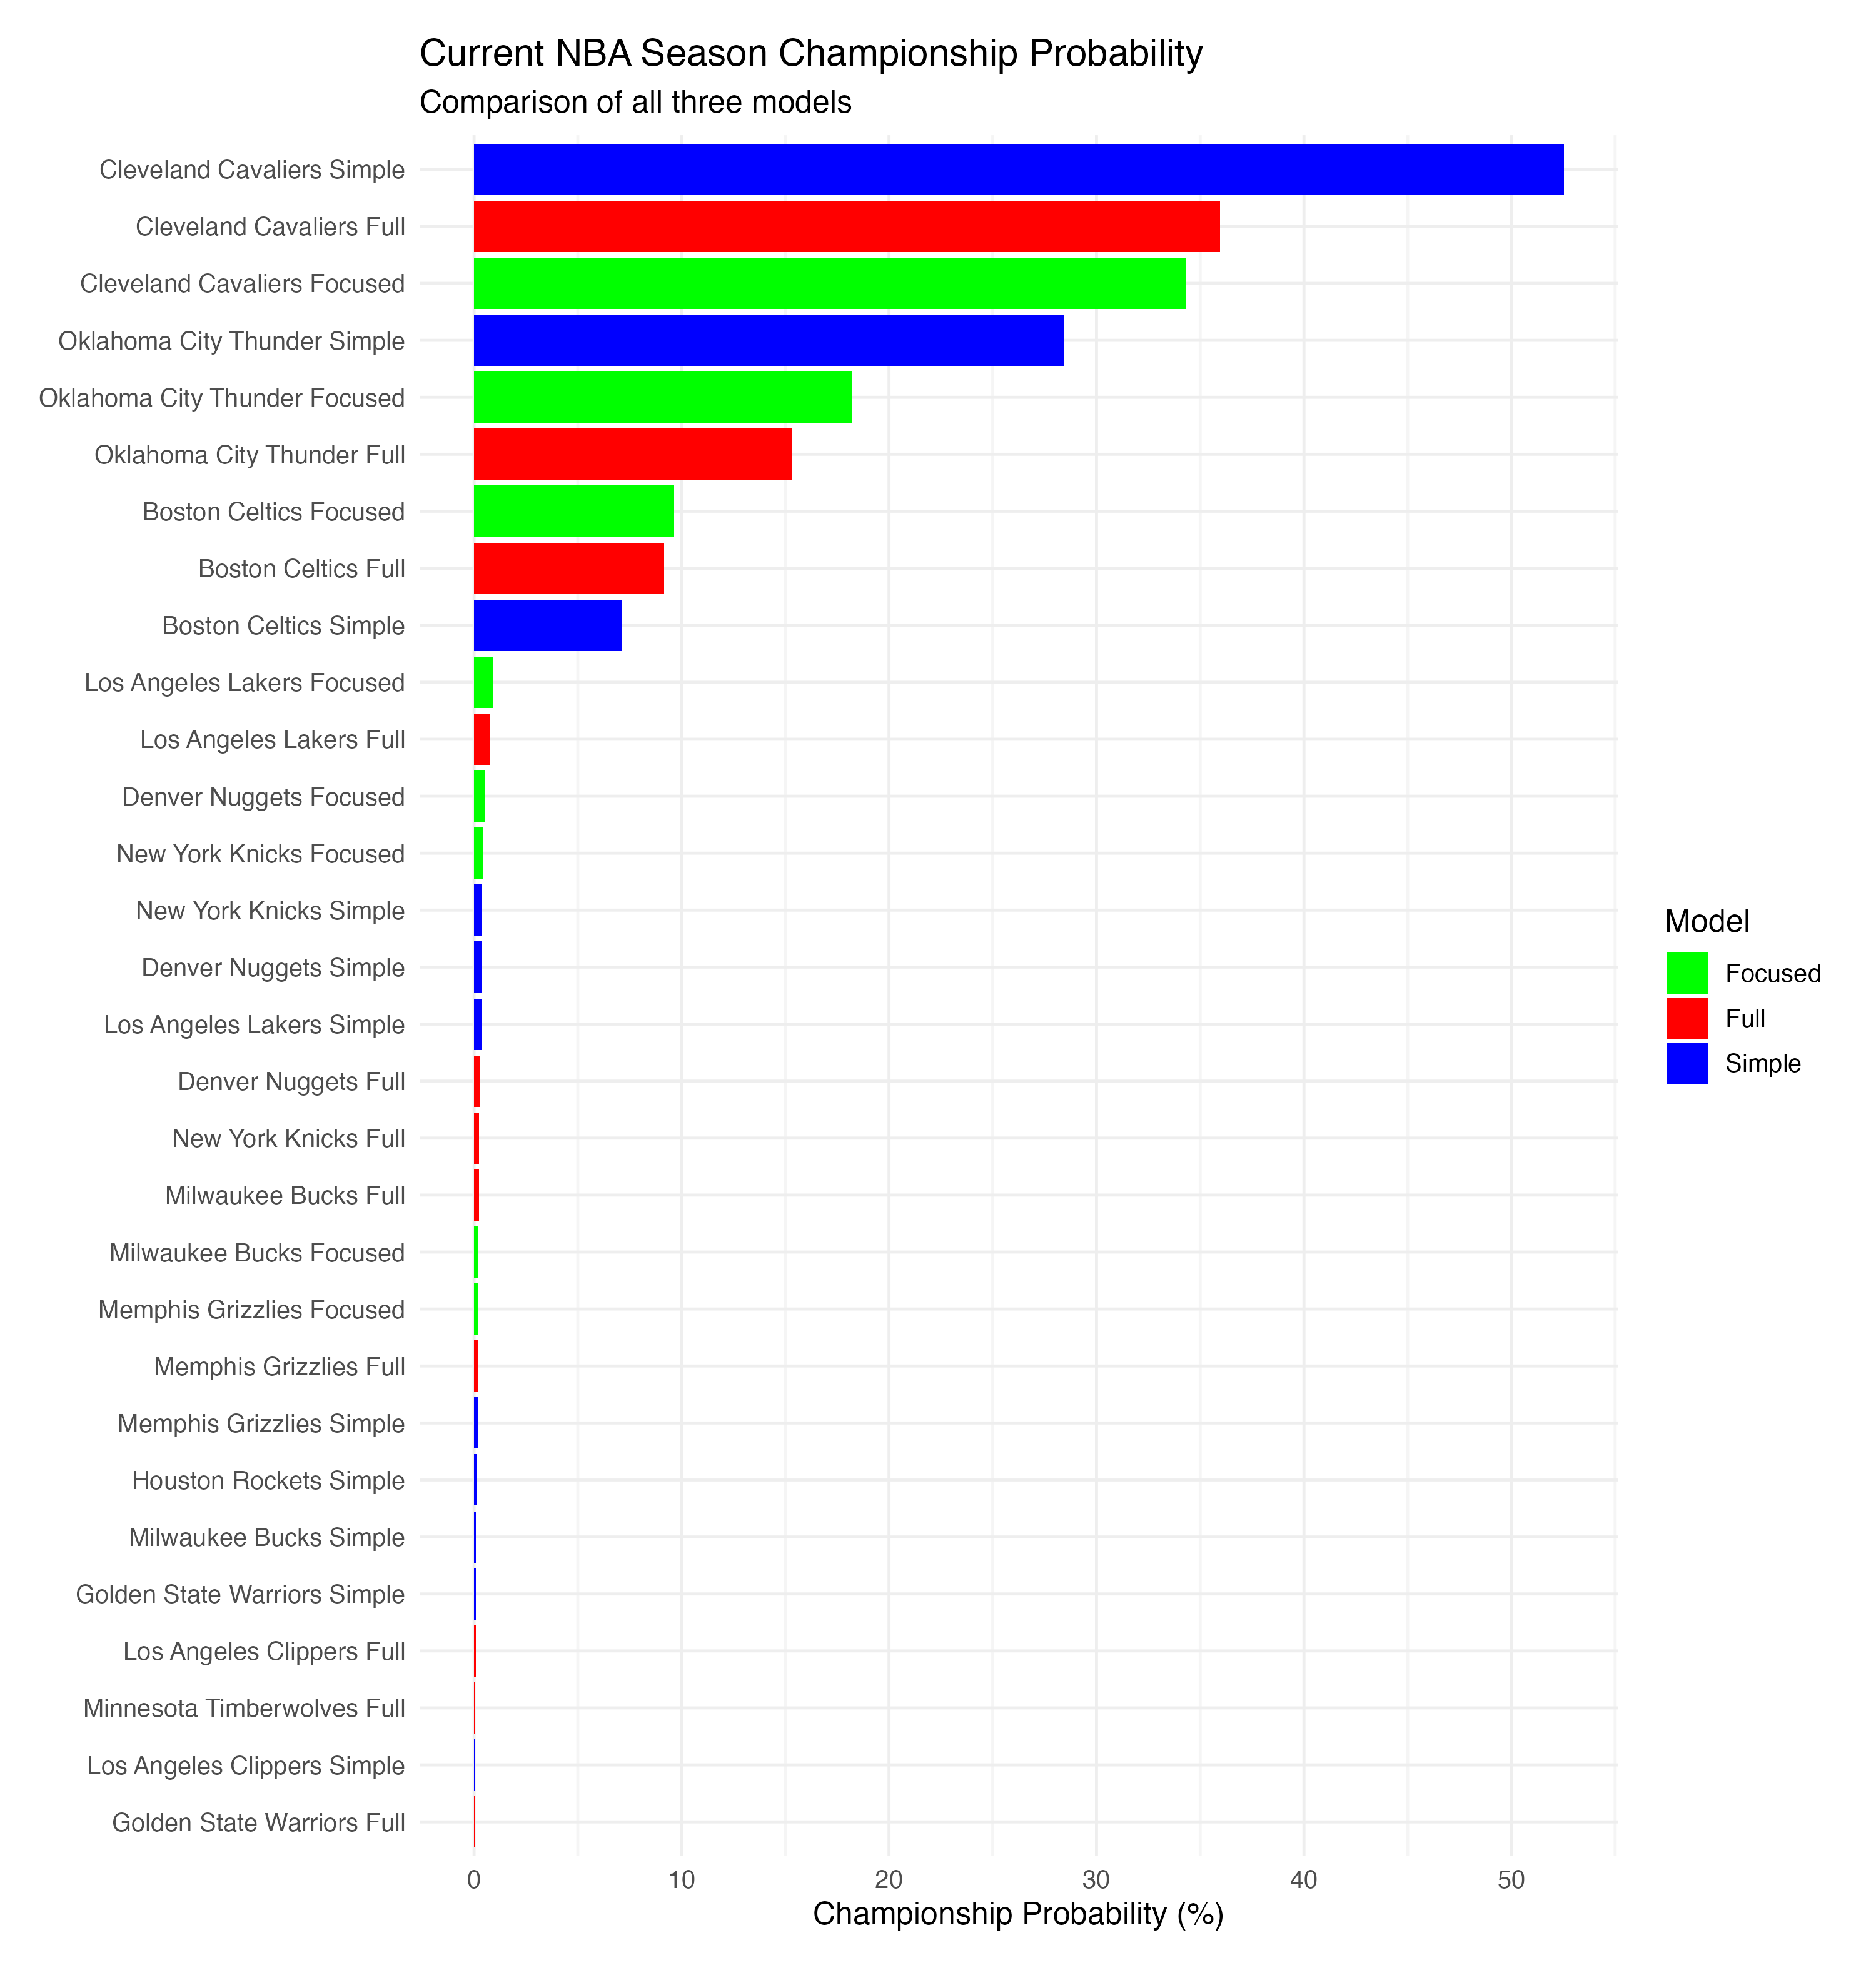 Current NBA Season Championship Probability
Comparison of all three models
Cleveland Cavaliers Simple
Cleveland Cavaliers Full
Cleveland Cavaliers Focused
Oklahoma City Thunder Simple
Oklahoma City Thunder Focused
Oklahoma City Thunder Full
Boston Celtics Focused
Boston Celtics Full
Boston Celtics Simple
Los Angeles Lakers Focused
Los Angeles Lakers Full
Denver Nuggets Focused
New York Knicks Focused
New York Knicks Simple
Denver Nuggets Simple
Los Angeles Lakers Simple
Denver Nuggets Full
New York Knicks Full
Milwaukee Bucks Full
Milwaukee Bucks Focused
Memphis Grizzlies Focused
Memphis Grizzlies Full
Memphis Grizzlies Simple
Houston Rockets Simple
Milwaukee Bucks Simple
Golden State Warriors Simple
Los Angeles Clippers Full
Minnesota Timberwolves Full
Los Angeles Clippers Simple
Golden State Warriors Full
0 10 20 30 40 50
Championship Probability (%)
Model
Focused
Full
Simple